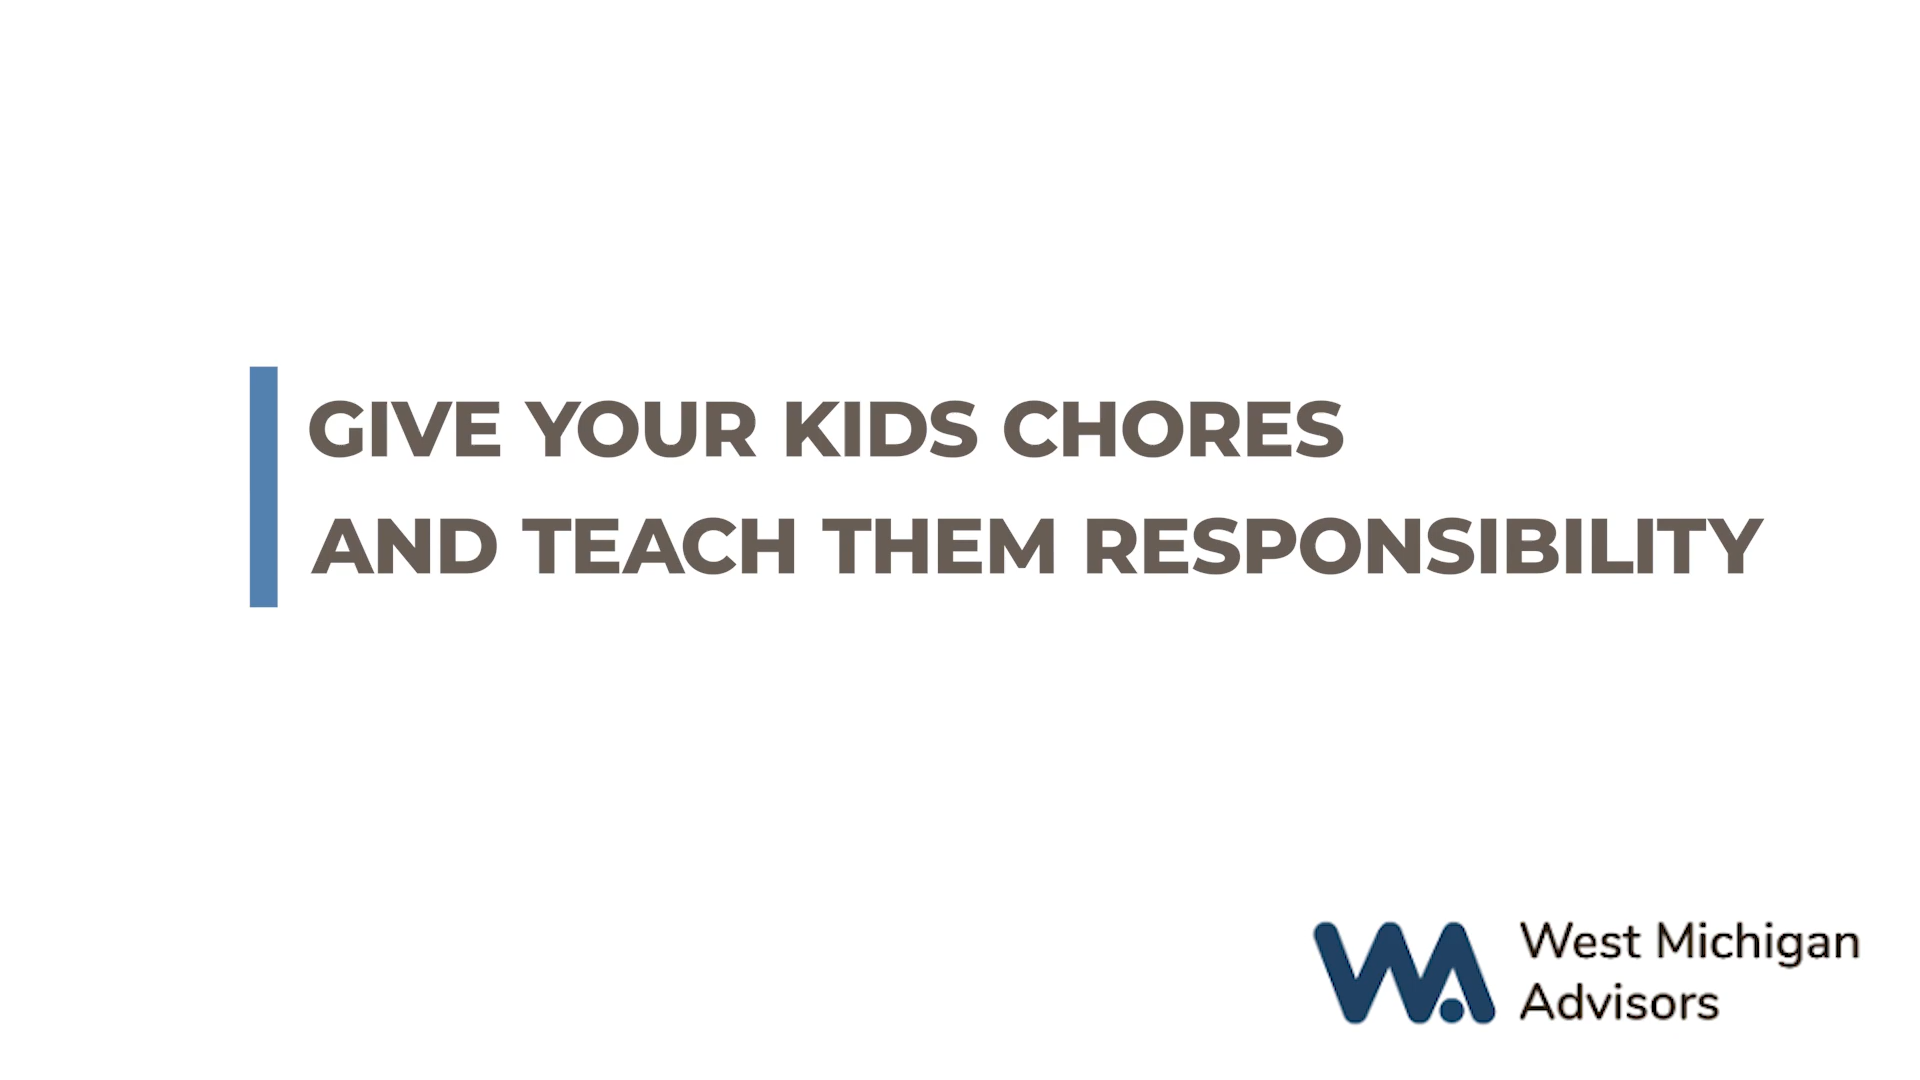 GIVE YOUR KIDS CHORES
AND TEACH THEM RESPONSIBILITY
West Michigan
Advisors